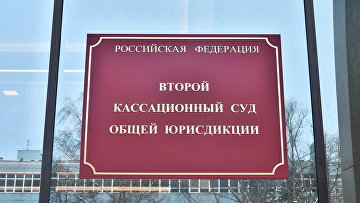 РОССИЙСКАЯ ФЕДЕРАЦИЯ
ВТОРОЙ
КАССАЦИОННЫЙ СУД
ОБЩЕЙ ЮРИСДИКЦИИ